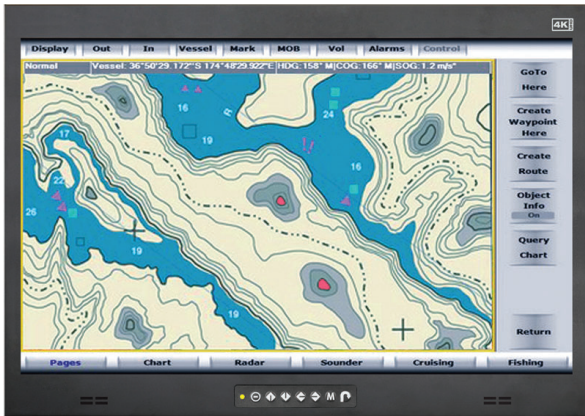 4K
Display Out In Vessel Mark MOB Vol Alarms Control
Normal Vessel: 36°50'29.172"S 174°48'29.922"E HDG:158° M COG:166° M SOG:1.2 m/s"
GoTo
Here
Create
Waypoint
Here
Create
Route
Object
Info
On
Query
Chart
Return
16
19
24
R
17
16
22
26
19
19
Pages Chart Radar Sounder Cruising Fishing
M